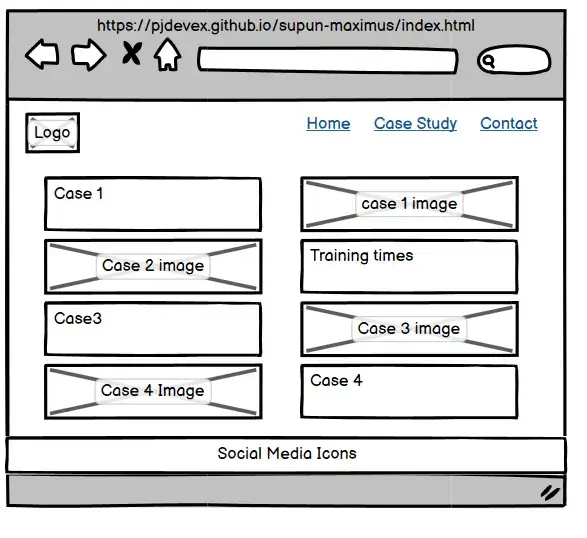 https://pjdevex.github.io/supun-maximus/index.html
Logo
Home Case Study Contact
Case 1
case 1 image
Case 2 image
Training times
Case3
Case 3 image
Case 4 Image
Case 4
Social Media Icons